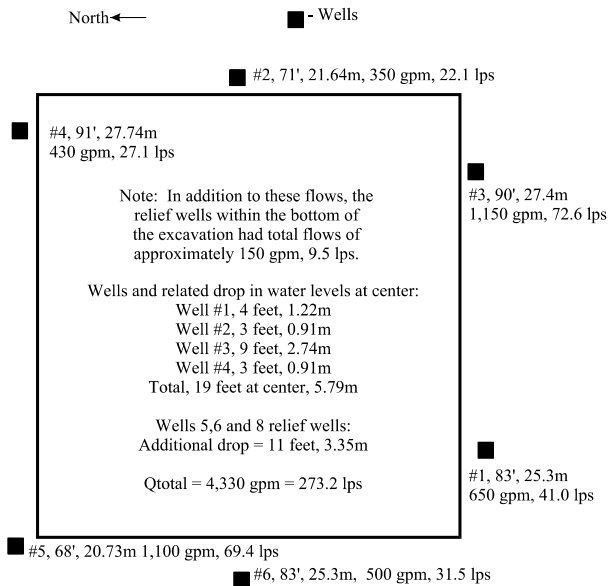 North
- Wells
#2, 71', 21.64m, 350 gpm, 22.1 lps
#4, 91', 27.74m
430 gpm, 27.1 lps
#3, 90', 27.4m
1,150 gpm, 72.6 lps
Note: In addition to these flows, the
relief wells within the bottom of
the excavation had total flows of
approximately 150 gpm, 9.5 lps.
Wells and related drop in water levels at center:
Well #1, 4 feet, 1.22m
Well #2, 3 feet, 0.91m
Well #3, 9 feet, 2.74m
Well #4, 3 feet, 0.91m
Total, 19 feet at center, 5.79m
Wells 5,6 and 8 relief wells:
Additional drop = 11 feet, 3.35m
Qtotal = 4,330 gpm = 273.2 lps
#1, 83', 25.3m
650 gpm, 41.0 lps
#5, 68', 20.73m 1,100 gpm, 69.4 lps
#6, 83', 25.3m, 500 gpm, 31.5 lps